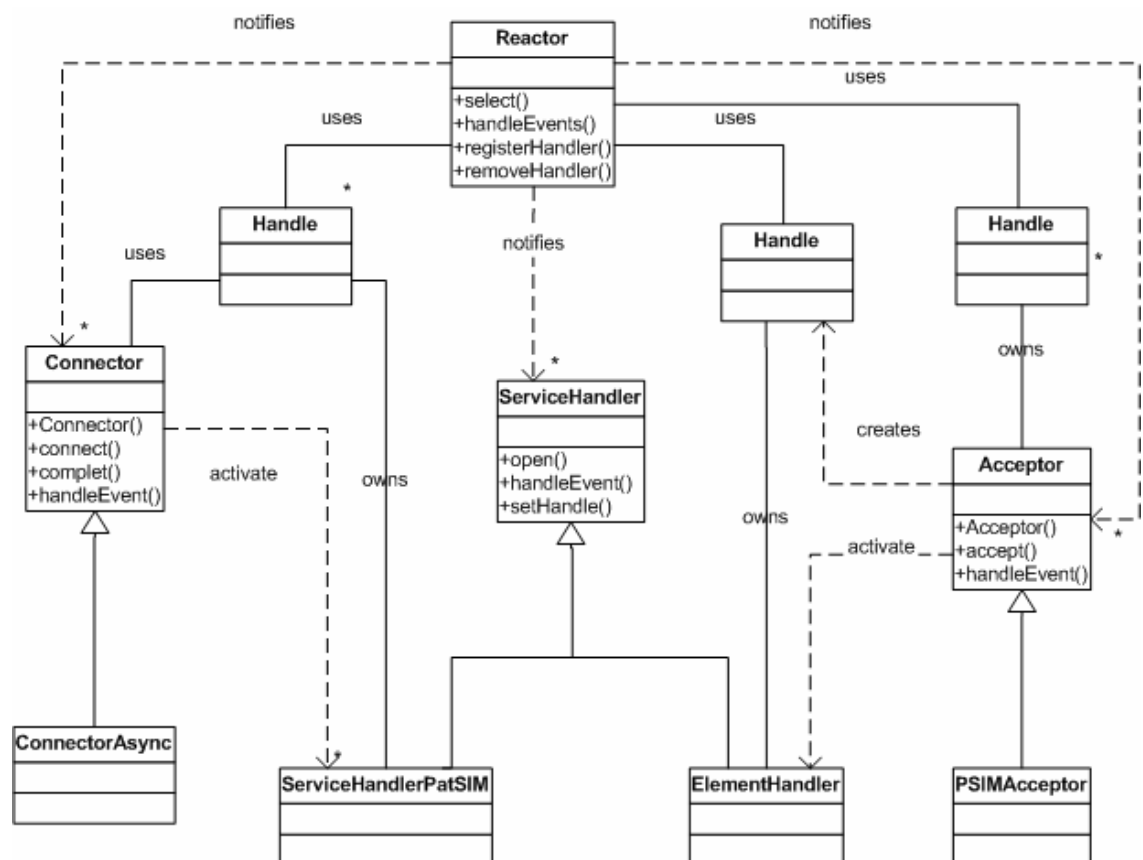 notifies
Reactor
notifies
uses
+select()
+handleEvents()
+registerHandler()
+removeHandler()
uses
uses
*
Handle
notifies
Handle
Handle
*
uses
*
Connector
*
owns
ServiceHandler
+Connector()
+connect()
+complet()
+handleEvent()
activate
owns
+open()
+handleEvent()
+setHandle()
creates
Acceptor
*
owns
activate
+Acceptor()
+accept()
+handleEvent()
ConnectorAsync
*
ServiceHandlerPatSIM
ElementHandler
PSIMAcceptor